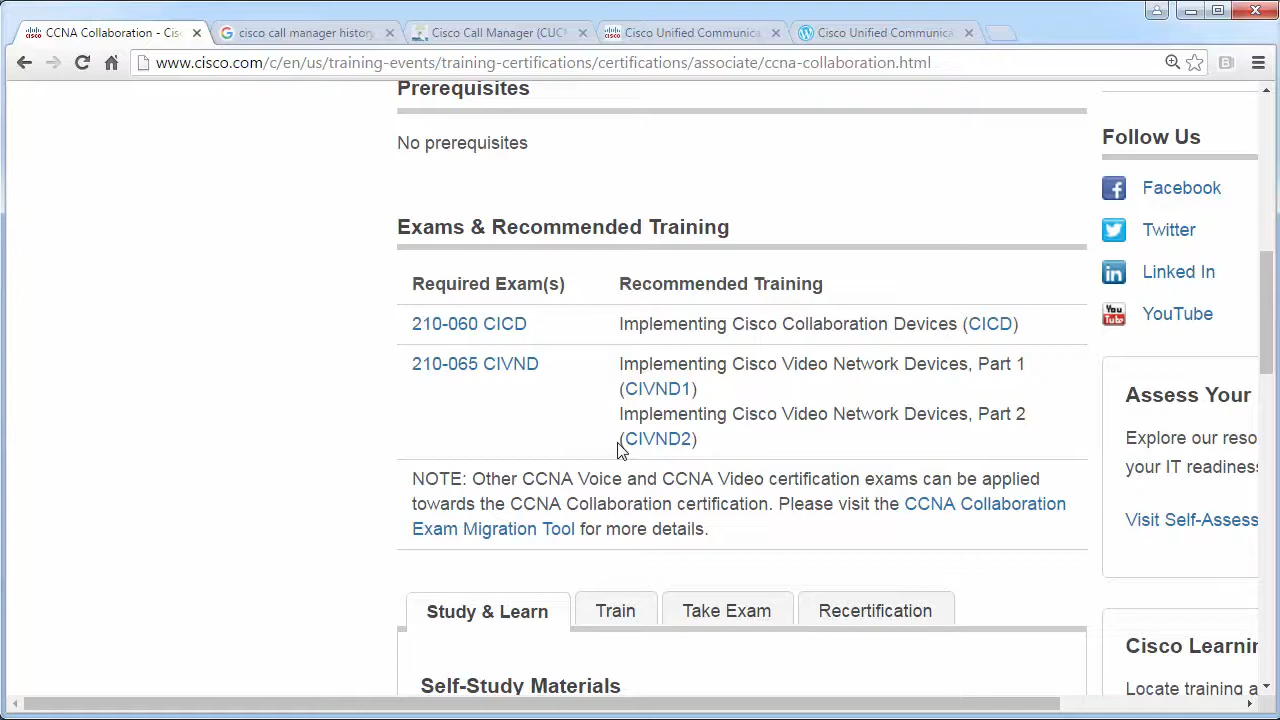 CCNA Collaboration - Cisc
cisco call manager history
Cisco Call Manager (CUC
Cisco Unified Communica
Cisco Unified Communica
www.cisco.com/c/en/us/training-events/training-certifications/certifications/associate/ccna-collaboration.html
Prerequisites
No prerequisites
Exams & Recommended Training
Required Exam(s) Recommended Training
210-060 CICD Implementing Cisco Collaboration Devices (CICD)
210-065 CIVND Implementing Cisco Video Network Devices, Part 1
(CIVND1)
Implementing Cisco Video Network Devices, Part 2
(CIVND2)
NOTE: Other CCNA Voice and CCNA Video certification exams can be applied
towards the CCNA Collaboration certification. Please visit the CCNA Collaboration
Exam Migration Tool for more details.
Study & Learn Train Take Exam Recertification
Self-Study Materials
Follow Us
Facebook
Twitter
Linked In
YouTube
Assess Your
Explore our reso
your IT readines
Visit Self-Assess
Cisco Learnin
Locate training a